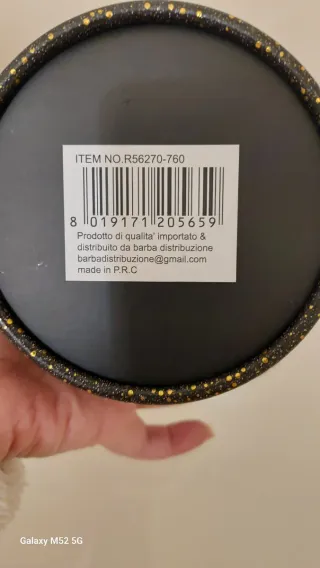 ITEM NO.R56270-760
8 019171 205659
Prodotto di qualita' importato &
distribuito da barba distribuzione
barbadistribuzione@gmail.com
made in P.R.C
Galaxy M52 5G